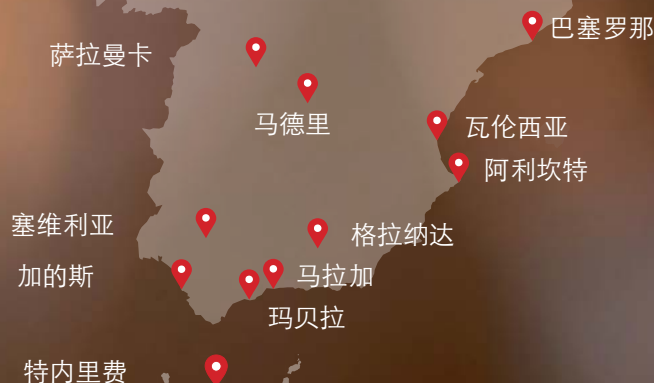 巴塞罗那
萨拉曼卡
马德里
瓦伦西亚
阿利坎特
塞维利亚
格拉纳达
加的斯
马拉加
玛贝拉
特内里费